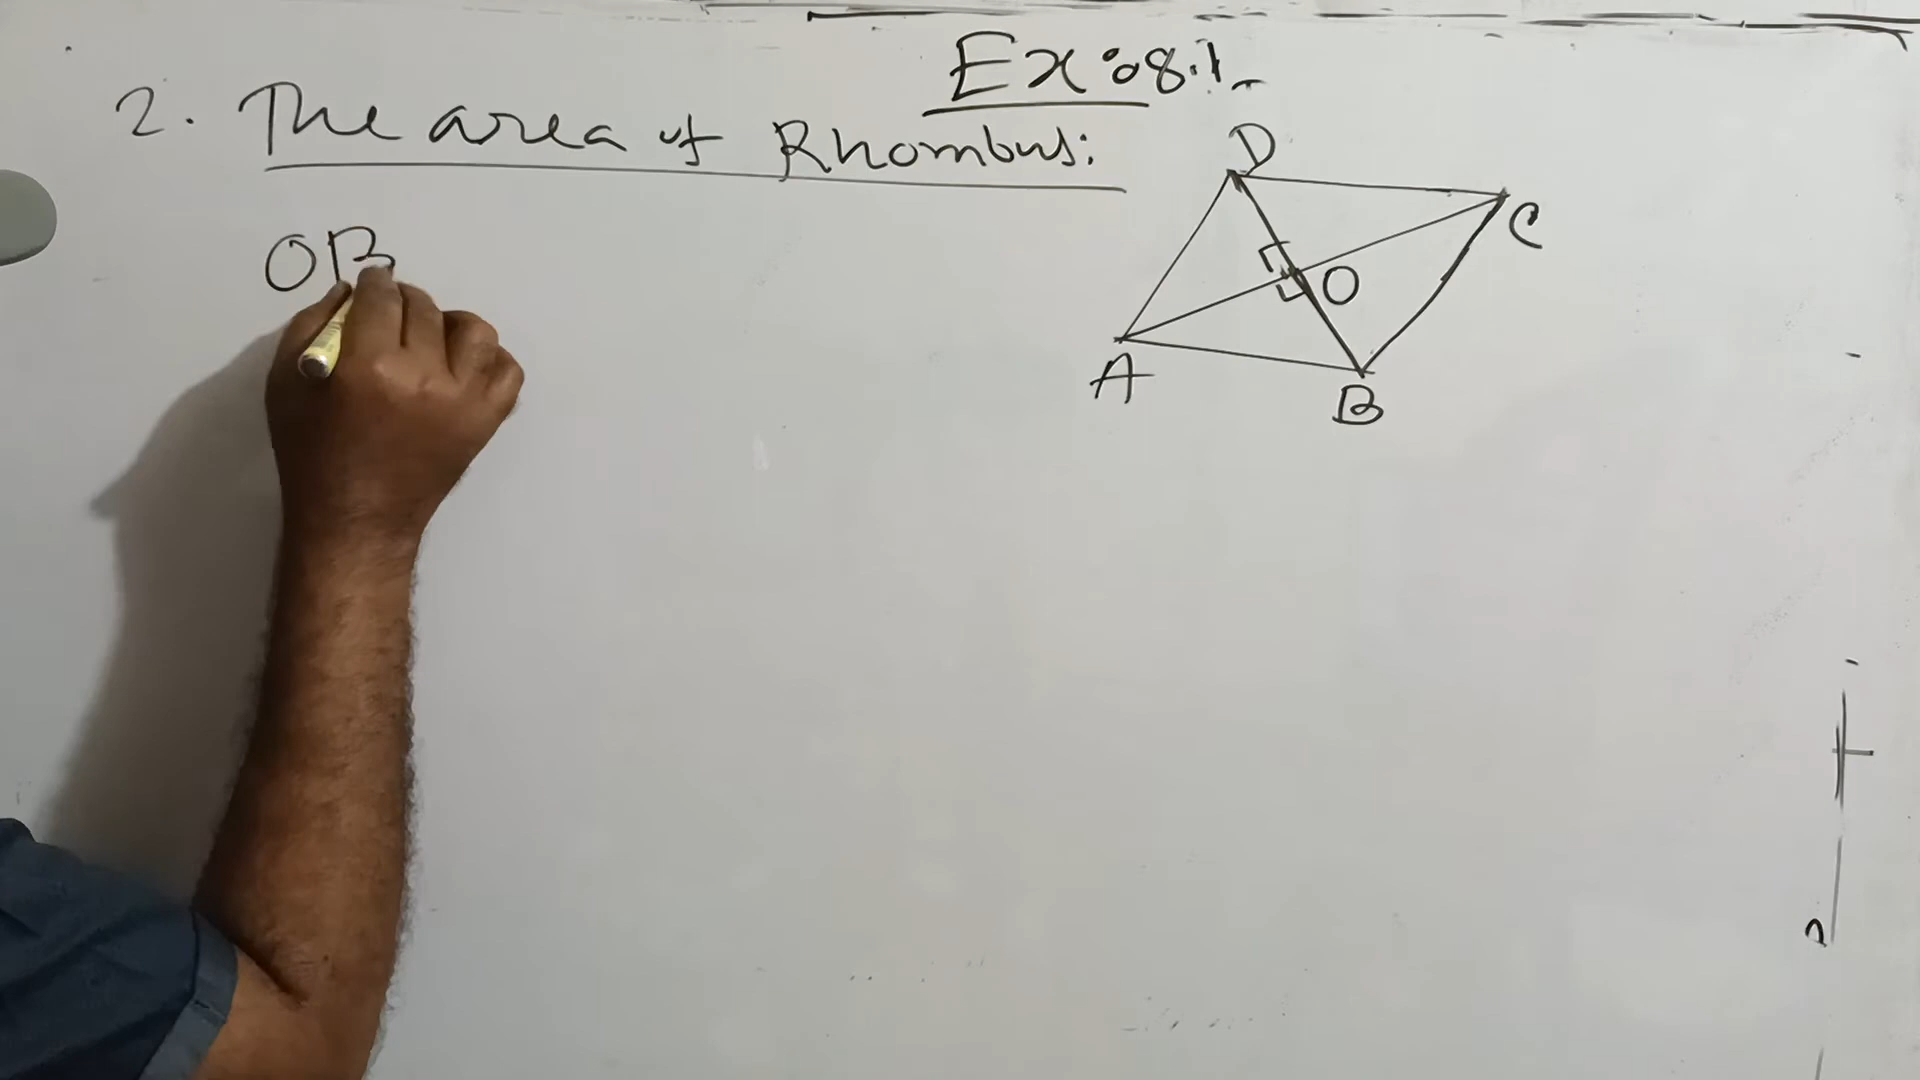 Ex: 8.1
2. The area of Rhombus:
D
C
O
A
B
OB